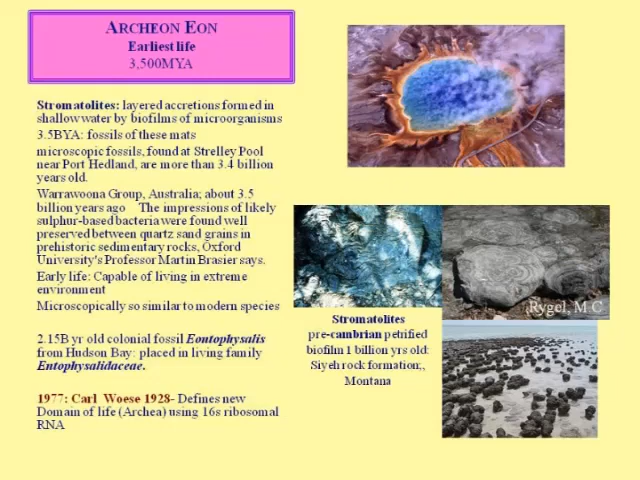 ARCHEON EON
Earliest life
3,500MYA
Stromatolites: layered accretions formed in
shallow water by biofilms of microorganisms
3.5BYA: fossils of these mats
microscopic fossils, found at Strelley Pool
near Port Hedland, are more than 3.4 billion
years old.
Warrawoona Group, Australia; about 3.5
billion years ago The impressions of likely
sulphur-based bacteria were found well
preserved between quartz sand grains in
prehistoric sedimentary rocks, Oxford
University's Professor Martin Brasier says.
Early life: Capable of living in extreme
environment
Microscopically so similar to modern species
2.15B yr old colonial fossil Eontophysalis
from Hudson Bay: placed in living family
Entophysalidaceae.
1977: Carl Woese 1928- Defines new
Domain of life (Archea) using 16s ribosomal
RNA
Rygel, M C
Stromatolites
pre-cambrian petrified
biofilm 1 billion yrs old:
Siyeh rock formation;,
Montana